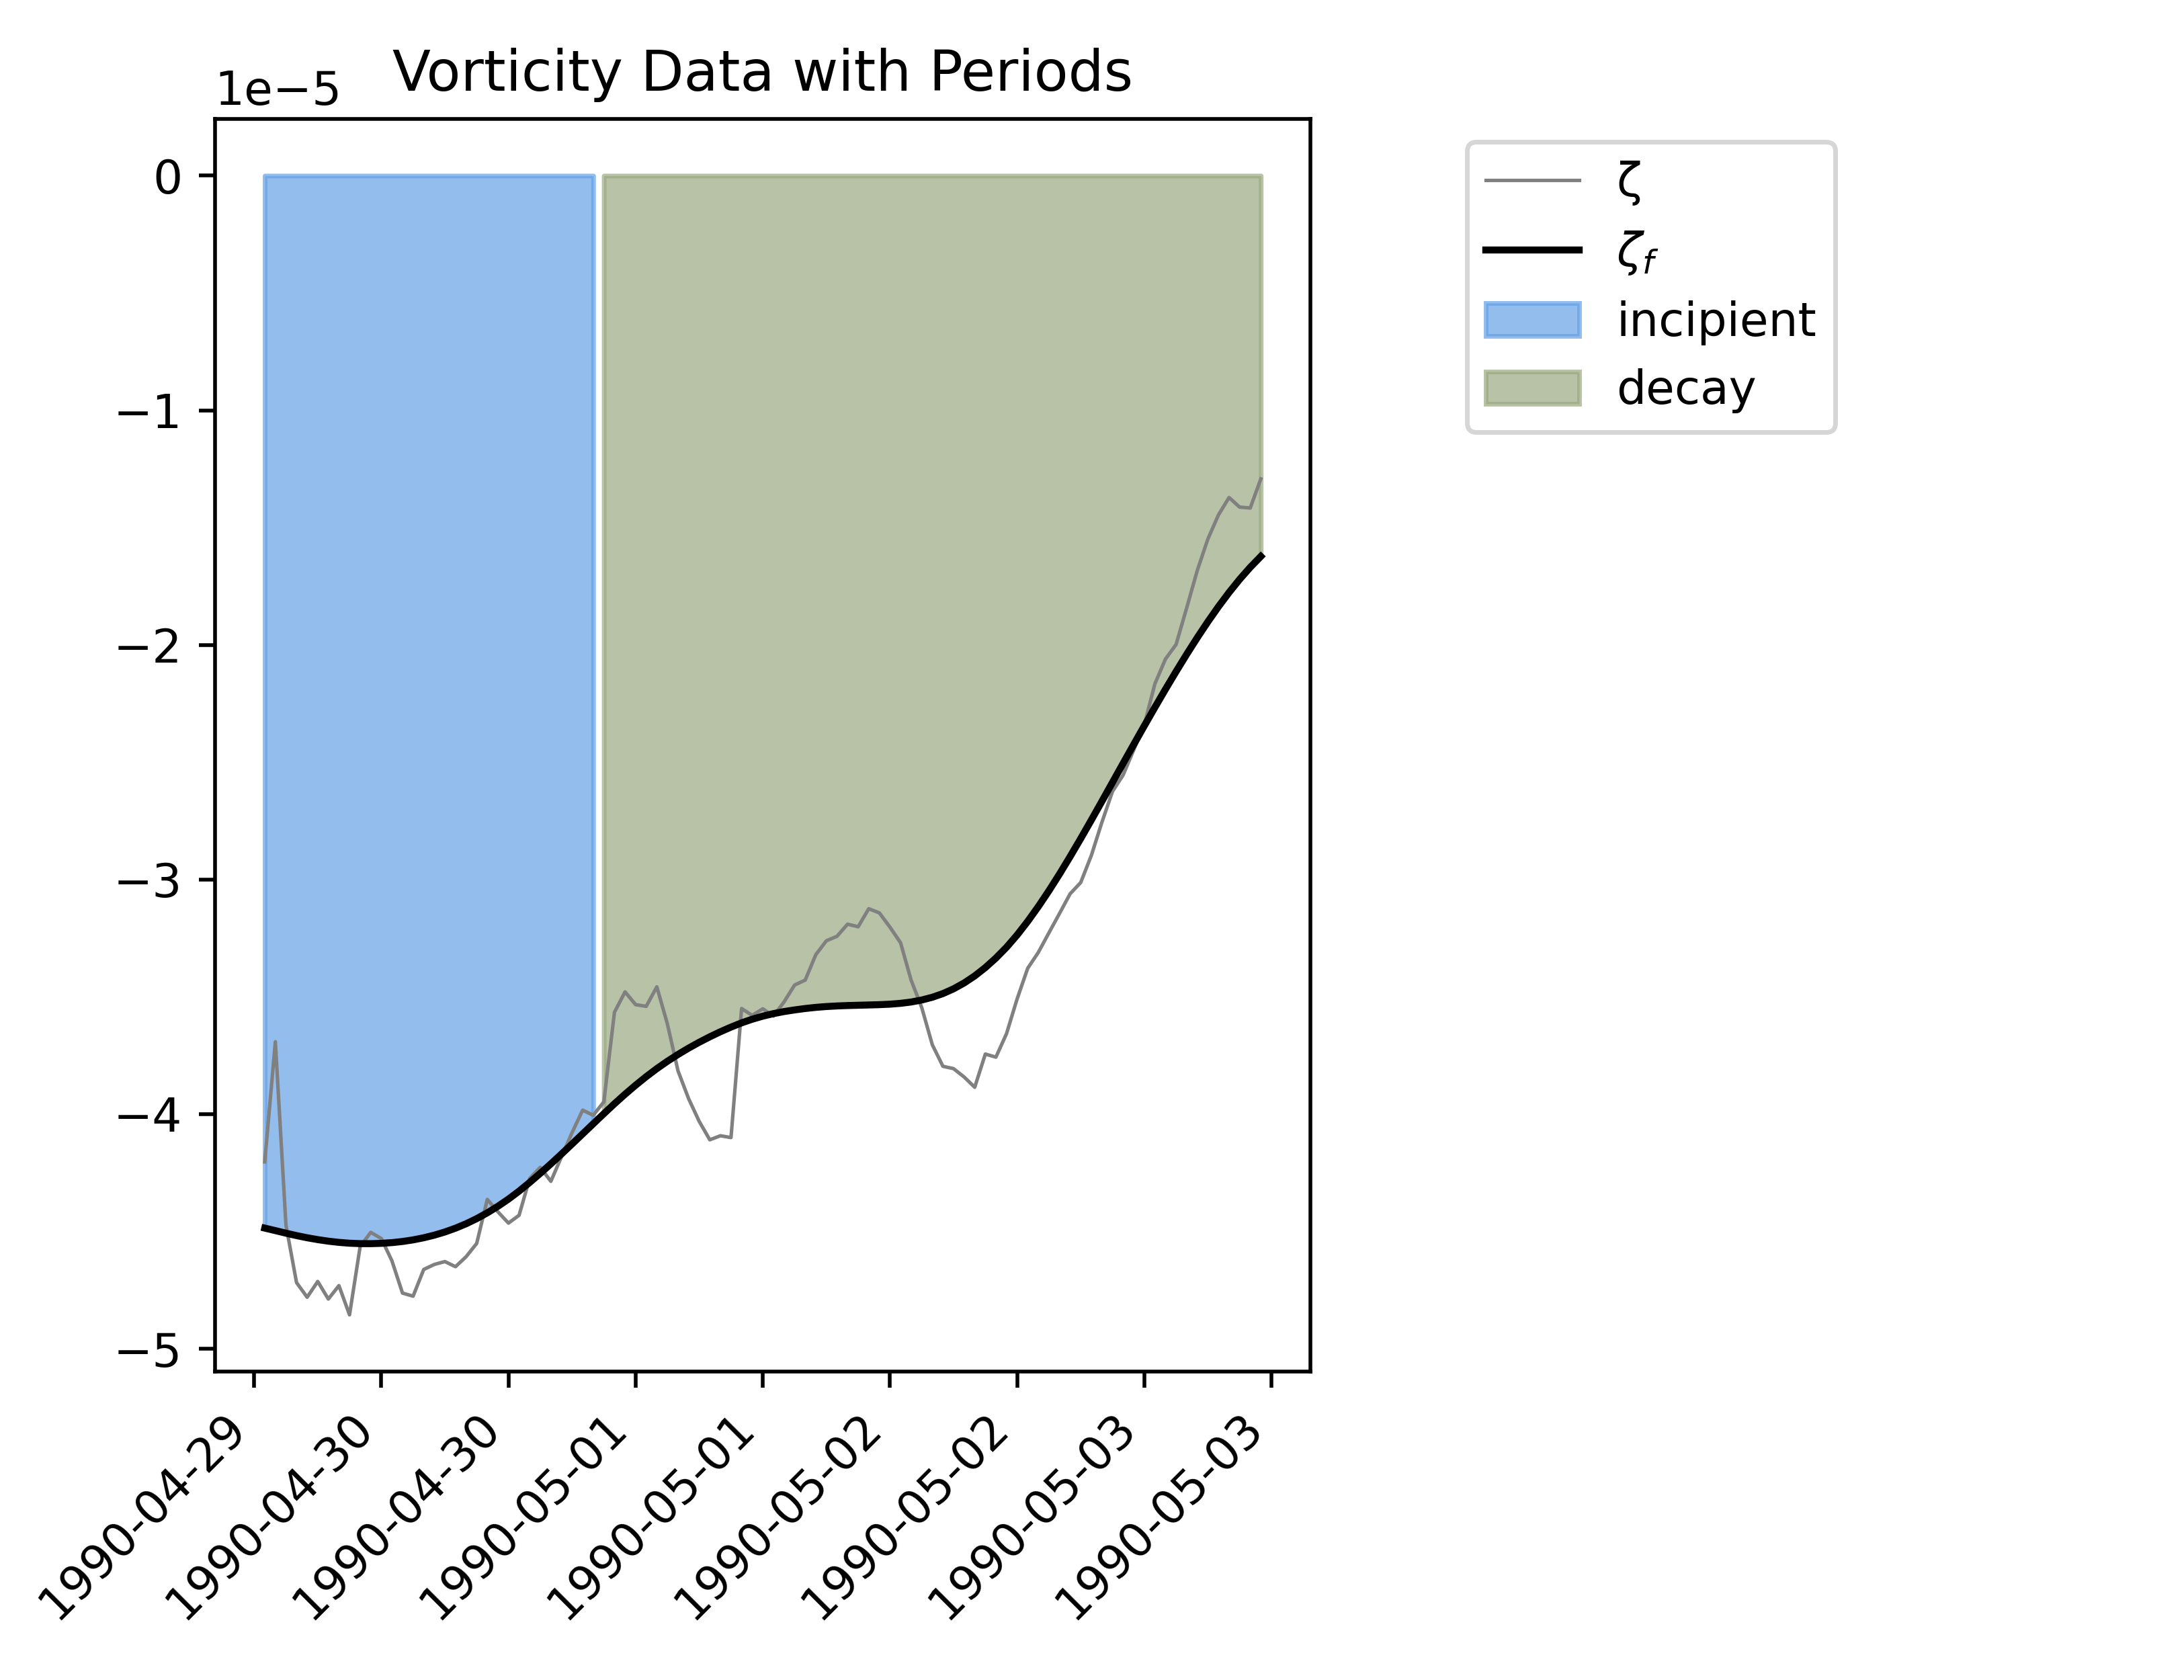 Vorticity Data with Periods
1e−5
0
−1
−2
−3
−4
−5
1990-04-29
1990-04-30
1990-04-30
1990-05-01
1990-05-01
1990-05-02
1990-05-02
1990-05-03
1990-05-03
ζ
ζf
incipient
decay